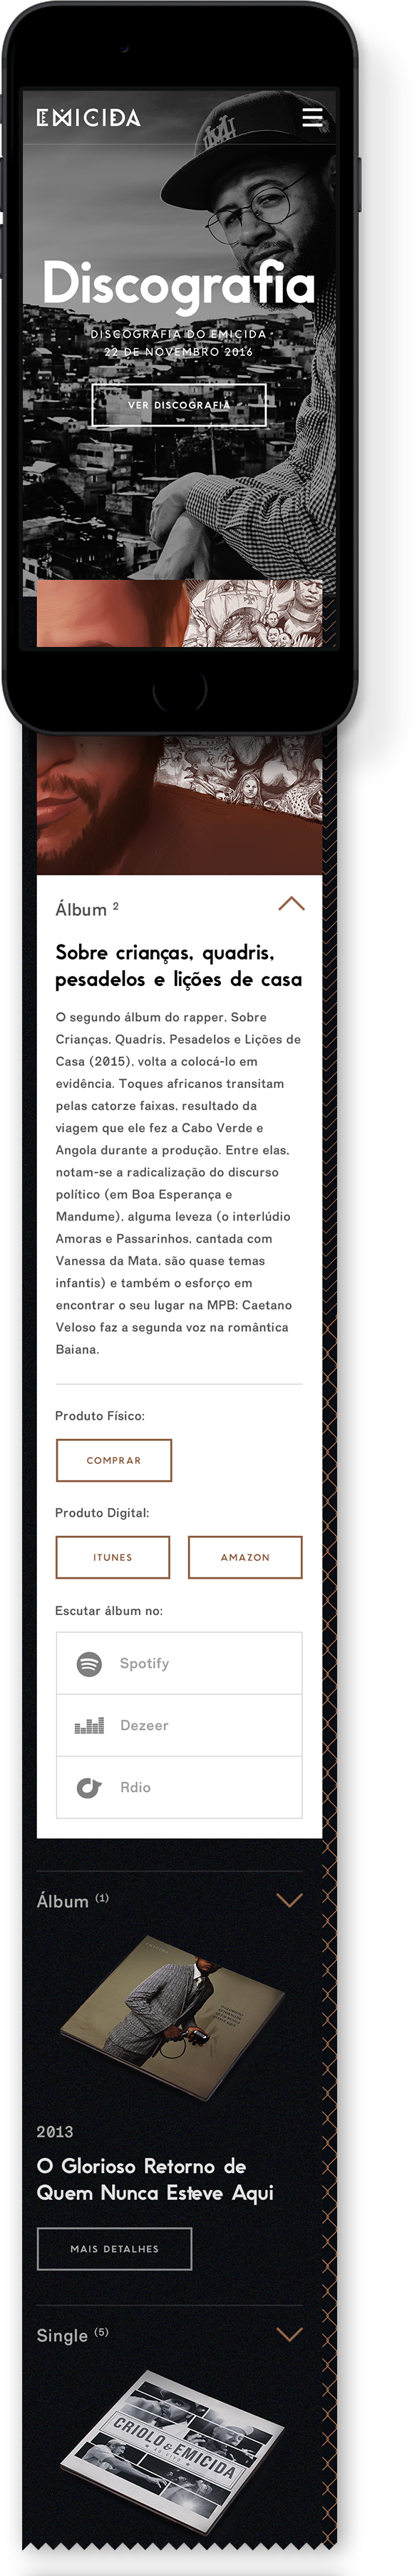 EMICIDA
Discografia
DISCOGRAFIA DO EMICIDA
22 DE NOVEMBRO 2016
VER DISCOGRAFIA
Álbum 2
Sobre crianças, quadris,
pesadelos e lições de casa
O segundo álbum do rapper, Sobre
Crianças, Quadris, Pesadelos e Lições de
Casa (2015), volta a colocá-lo em
evidência. Toques africanos transitam
pelas catorze faixas, resultado da
viagem que ele fez a Cabo Verde e
Angola durante a produção. Entre elas,
notam-se a radicalização do discurso
político (em Boa Esperança e
Mandume), alguma leveza (o interlúdio
Amoras e Passarinhos, cantada com
Vanessa da Mata, são quase temas
infantis) e também o esforço em
encontrar o seu lugar na MPB: Caetano
Veloso faz a segunda voz na romântica
Baiana.
Produto Físico:
COMPRAR
Produto Digital:
ITUNES AMAZON
Escutar álbum no:
Spotify
Dezeer
Rdio
Álbum (1)
2013
O Glorioso Retorno de
Quem Nunca Esteve Aqui
MAIS DETALHES
Single (5)
CRIOLO & EMICIDA